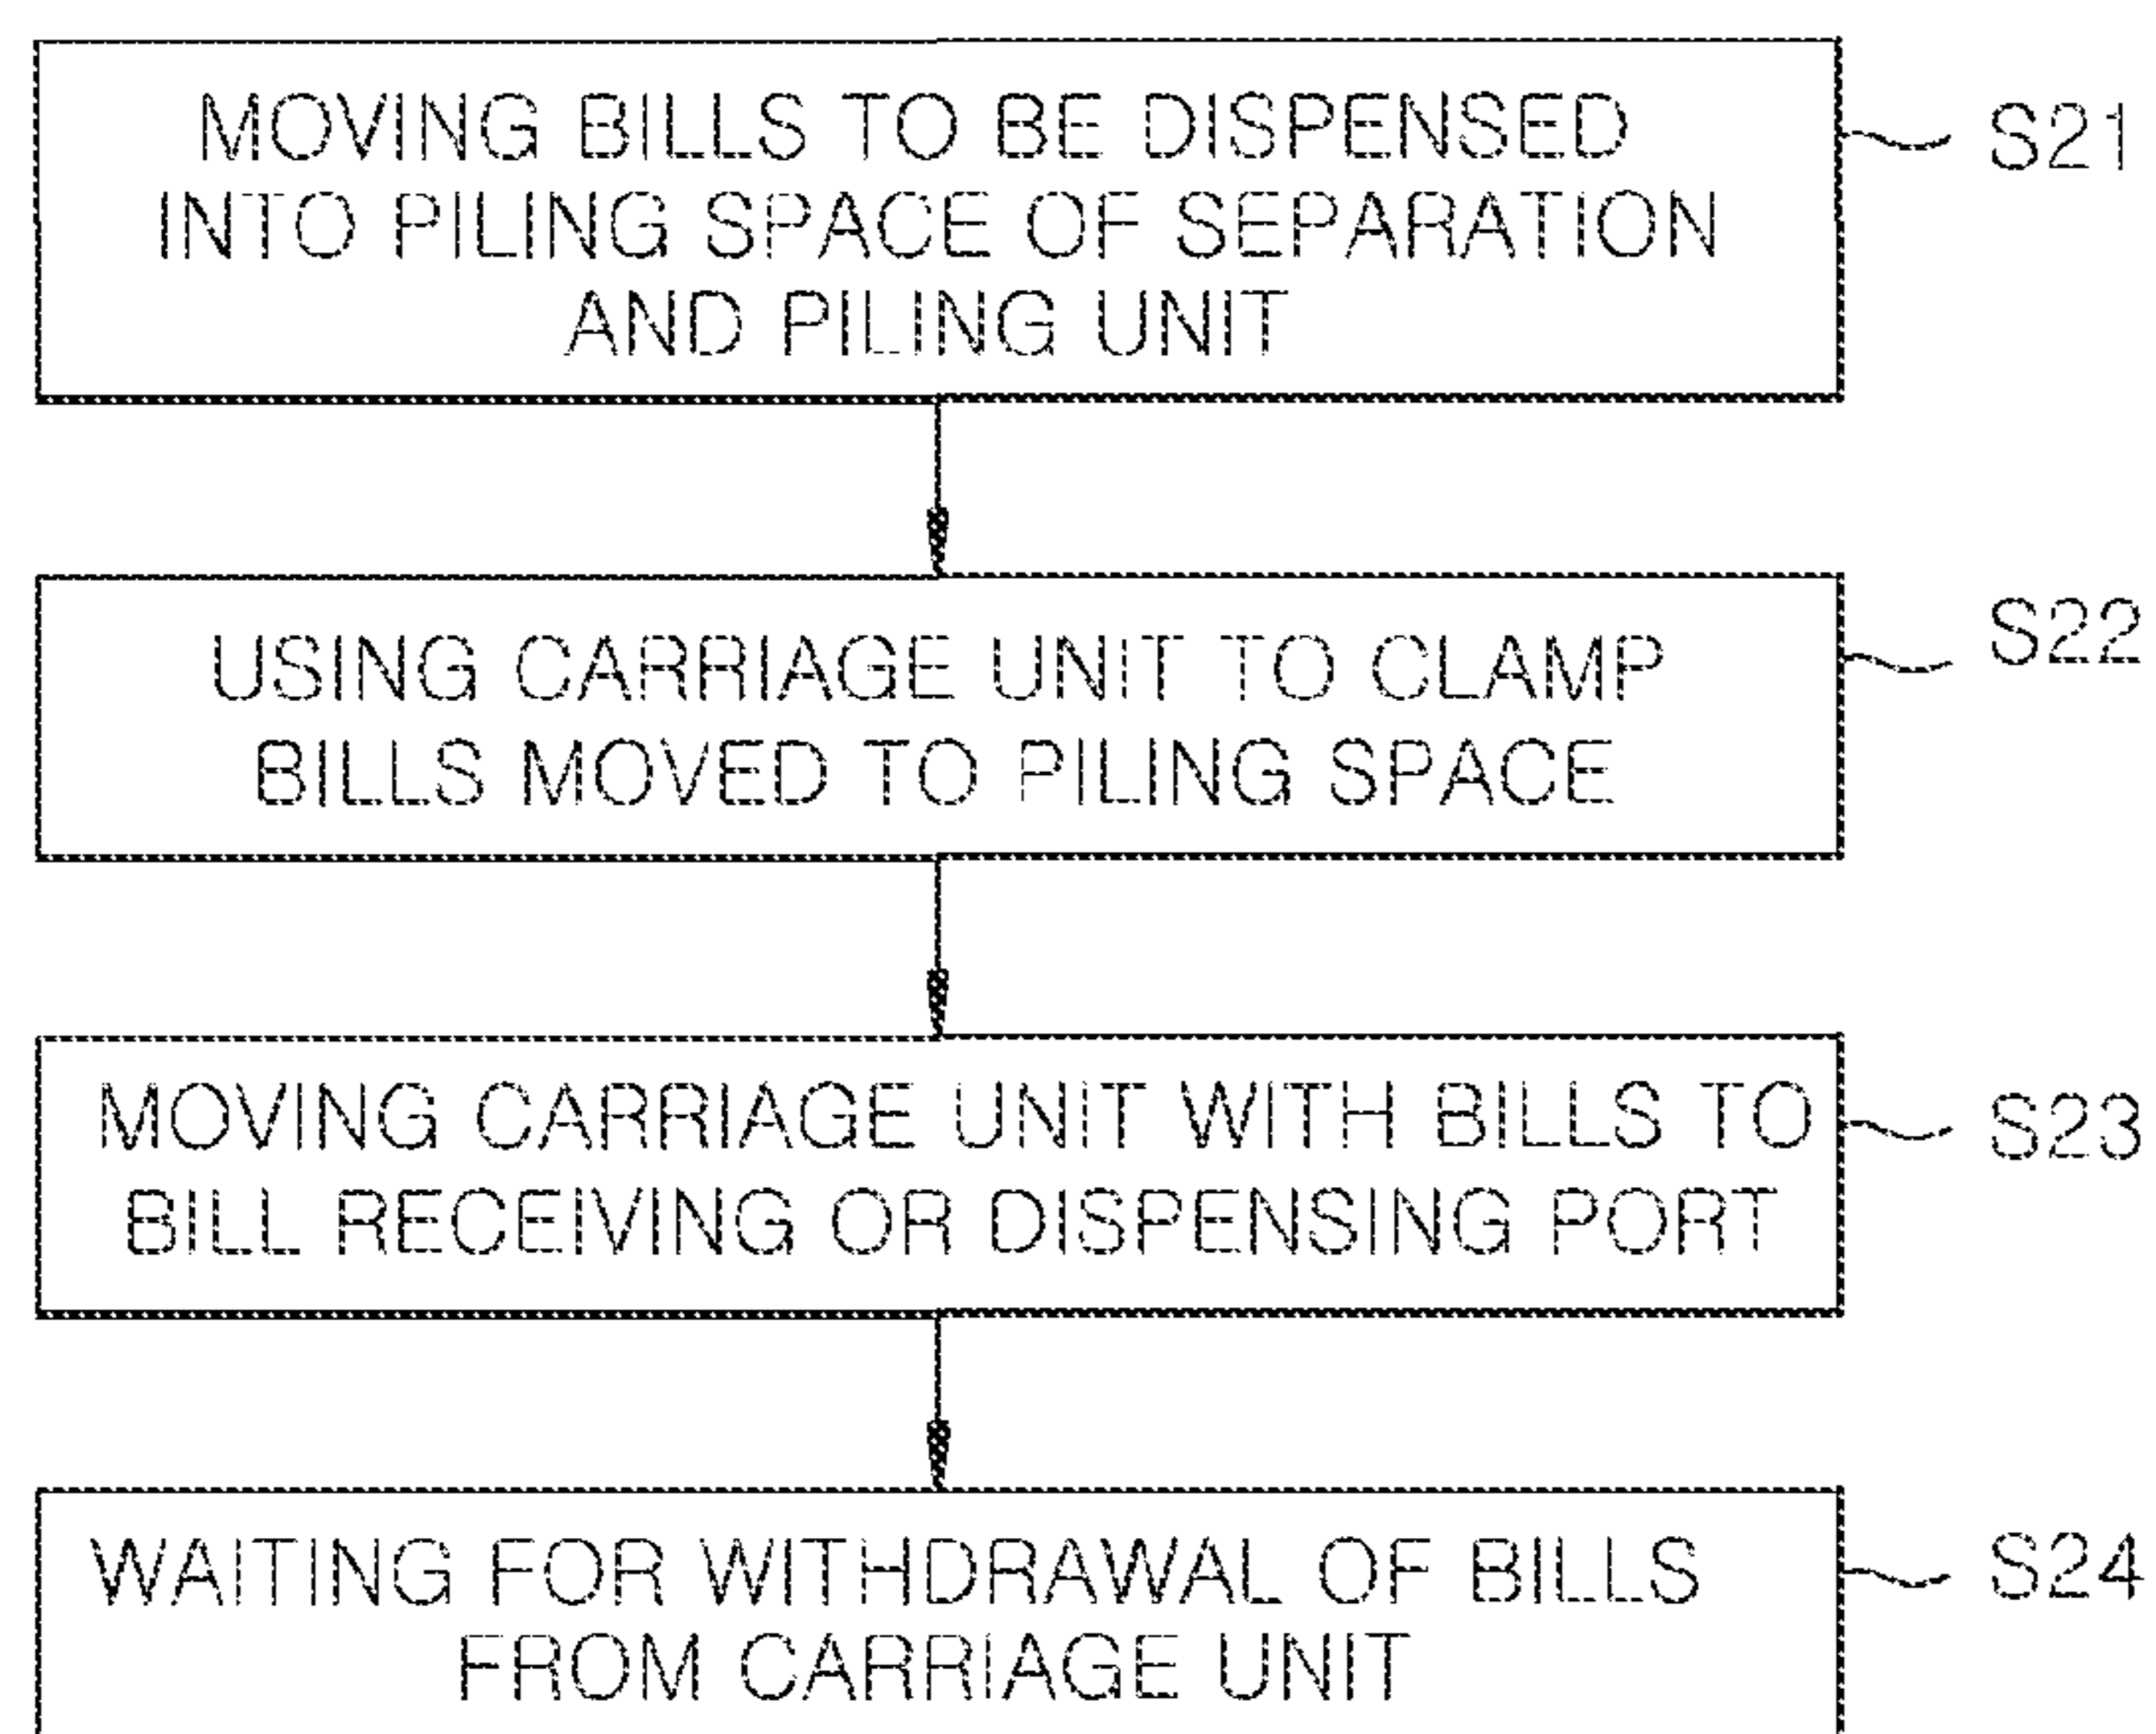 MOVING BILLS TO BE DISPENSED
INTO PILING SPACE OF SEPARATION
AND PILING UNIT
S21
USING CARRIAGE UNIT TO CLAMP
BILLS MOVED TO PILING SPACE
S22
MOVING CARRIAGE UNIT WITH BILLS TO
BILL RECEIVING OR DISPENSING PORT
S23
WAITING FOR WITHDRAWAL OF BILLS
FROM CARRIAGE UNIT
S24